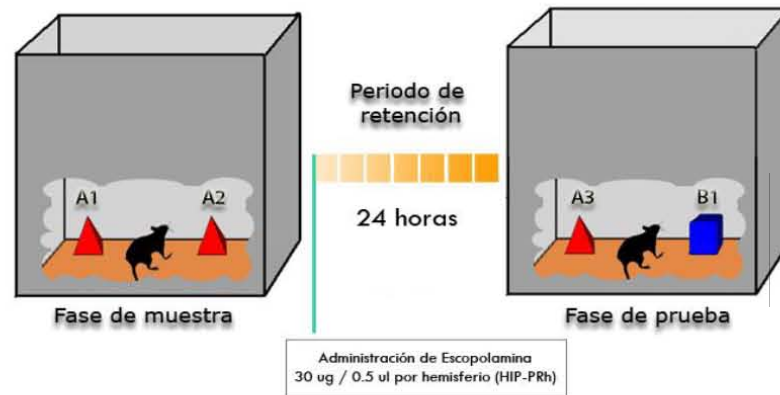 Periodo de
retención
24 horas
A1
A2
A3
B1
Fase de muestra
Fase de prueba
Administración de Escopolamina
30 ug / 0.5 ul por hemisferio (HIP-PRh)